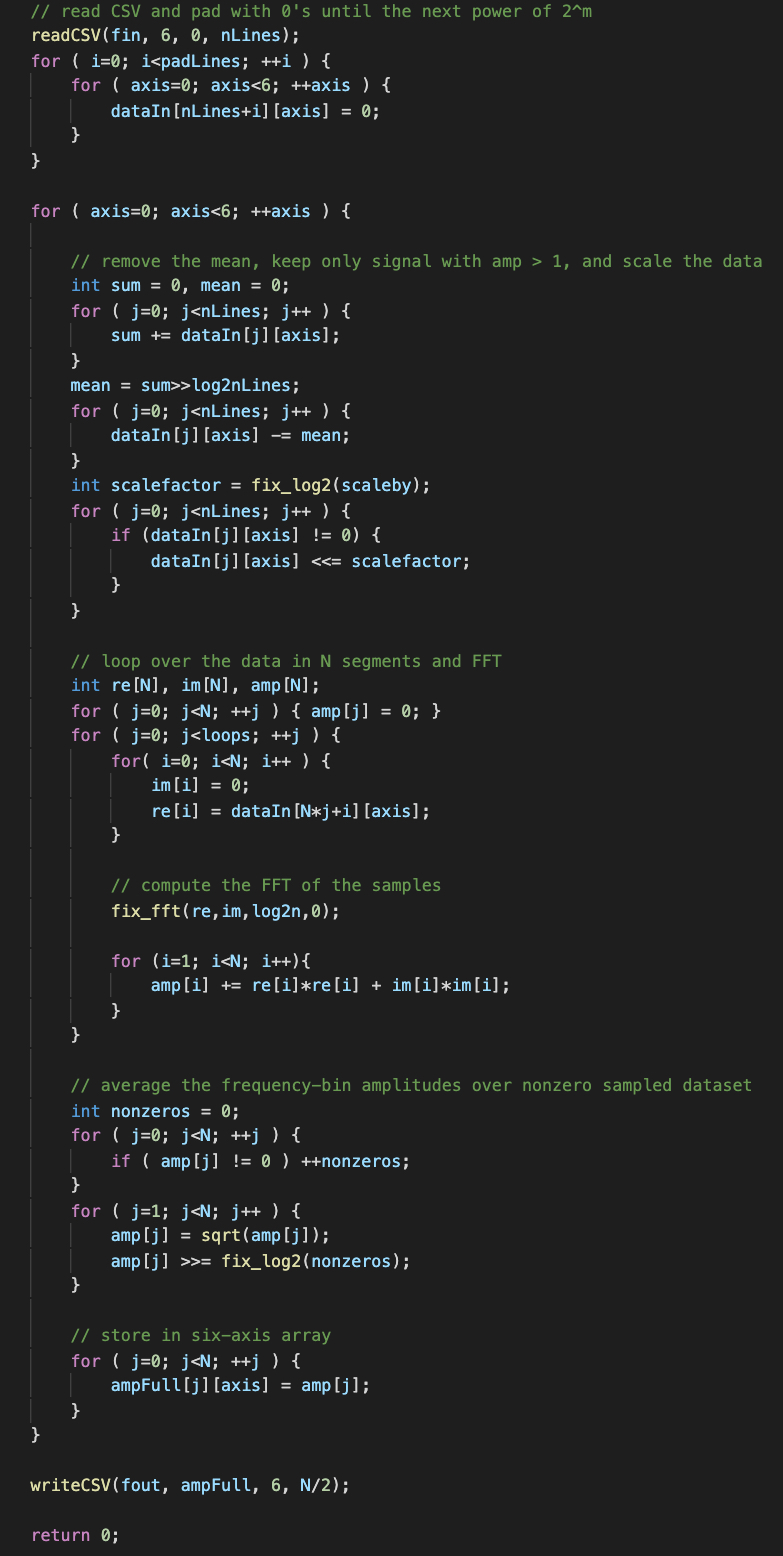 // read CSV and pad with 0's until the next power of 2^m
readCSV(fin, 6, 0, nLines);
for ( i=0; i<padLines; ++i ) {
    for ( axis=0; axis<6; ++axis ) {
        dataIn[nLines+i][axis] = 0;
    }
}

for ( axis=0; axis<6; ++axis ) {

    // remove the mean, keep only signal with amp > 1, and scale the data
    int sum = 0, mean = 0;
    for ( j=0; j<nLines; j++ ) {
        sum += dataIn[j][axis];
    }
    mean = sum>>log2nLines;
    for ( j=0; j<nLines; j++ ) {
        dataIn[j][axis] -= mean;
    }
    int scalefactor = fix_log2(scaleby);
    for ( j=0; j<nLines; j++ ) {
        if (dataIn[j][axis] != 0) {
            dataIn[j][axis] <<= scalefactor;
        }
    }

    // loop over the data in N segments and FFT
    int re[N], im[N], amp[N];
    for ( j=0; j<N; ++j ) { amp[j] = 0; }
    for ( j=0; j<loops; ++j ) {
        for( i=0; i<N; i++ ) {
            im[i] = 0;
            re[i] = dataIn[N*j+i][axis];
        }

        // compute the FFT of the samples
        fix_fft(re,im,log2n,0);

        for (i=1; i<N; i++){
            amp[i] += re[i]*re[i] + im[i]*im[i];
        }
    }

    // average the frequency-bin amplitudes over nonzero sampled dataset
    int nonzeros = 0;
    for ( j=0; j<N; ++j ) {
        if ( amp[j] != 0 ) ++nonzeros;
    }
    for ( j=1; j<N; j++ ) {
        amp[j] = sqrt(amp[j]);
        amp[j] >>= fix_log2(nonzeros);
    }

    // store in six-axis array
    for ( j=0; j<N; ++j ) {
        ampFull[j][axis] = amp[j];
    }
}

writeCSV(fout, ampFull, 6, N/2);

return 0;